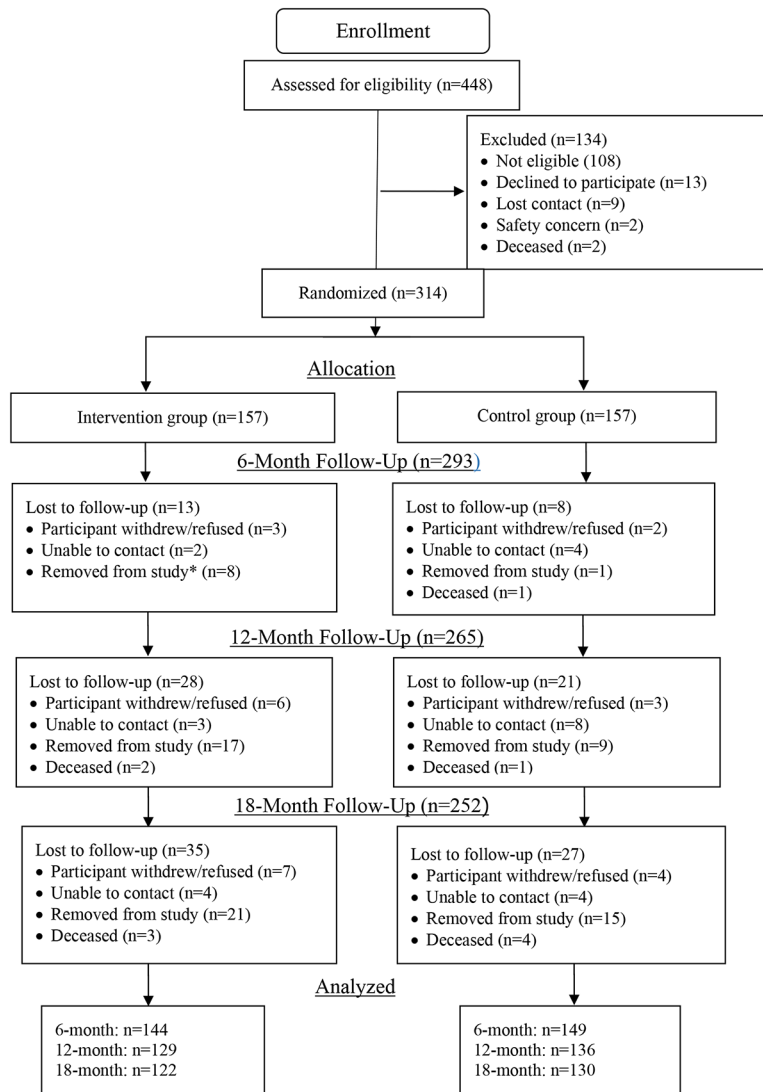 Enrollment
Assessed for eligibility (n=448)
Excluded (n=134)
• Not eligible (108)
• Declined to participate (n=13)
• Lost contact (n=9)
• Safety concern (n=2)
• Deceased (n=2)
Randomized (n=314)
Allocation
Intervention group (n=157)
Control group (n=157)
6-Month Follow-Up (n=293)
Lost to follow-up (n=13)
• Participant withdrew/refused (n=3)
• Unable to contact (n=2)
• Removed from study* (n=8)
Lost to follow-up (n=8)
• Participant withdrew/refused (n=2)
• Unable to contact (n=4)
• Removed from study (n=1)
• Deceased (n=1)
12-Month Follow-Up (n=265)
Lost to follow-up (n=28)
• Participant withdrew/refused (n=6)
• Unable to contact (n=3)
• Removed from study (n=17)
• Deceased (n=2)
Lost to follow-up (n=21)
• Participant withdrew/refused (n=3)
• Unable to contact (n=8)
• Removed from study (n=9)
• Deceased (n=1)
18-Month Follow-Up (n=252)
Lost to follow-up (n=35)
• Participant withdrew/refused (n=7)
• Unable to contact (n=4)
• Removed from study (n=21)
• Deceased (n=3)
Lost to follow-up (n=27)
• Participant withdrew/refused (n=4)
• Unable to contact (n=4)
• Removed from study (n=15)
• Deceased (n=4)
Analyzed
6-month: n=144
12-month: n=129
18-month: n=122
6-month: n=149
12-month: n=136
18-month: n=130